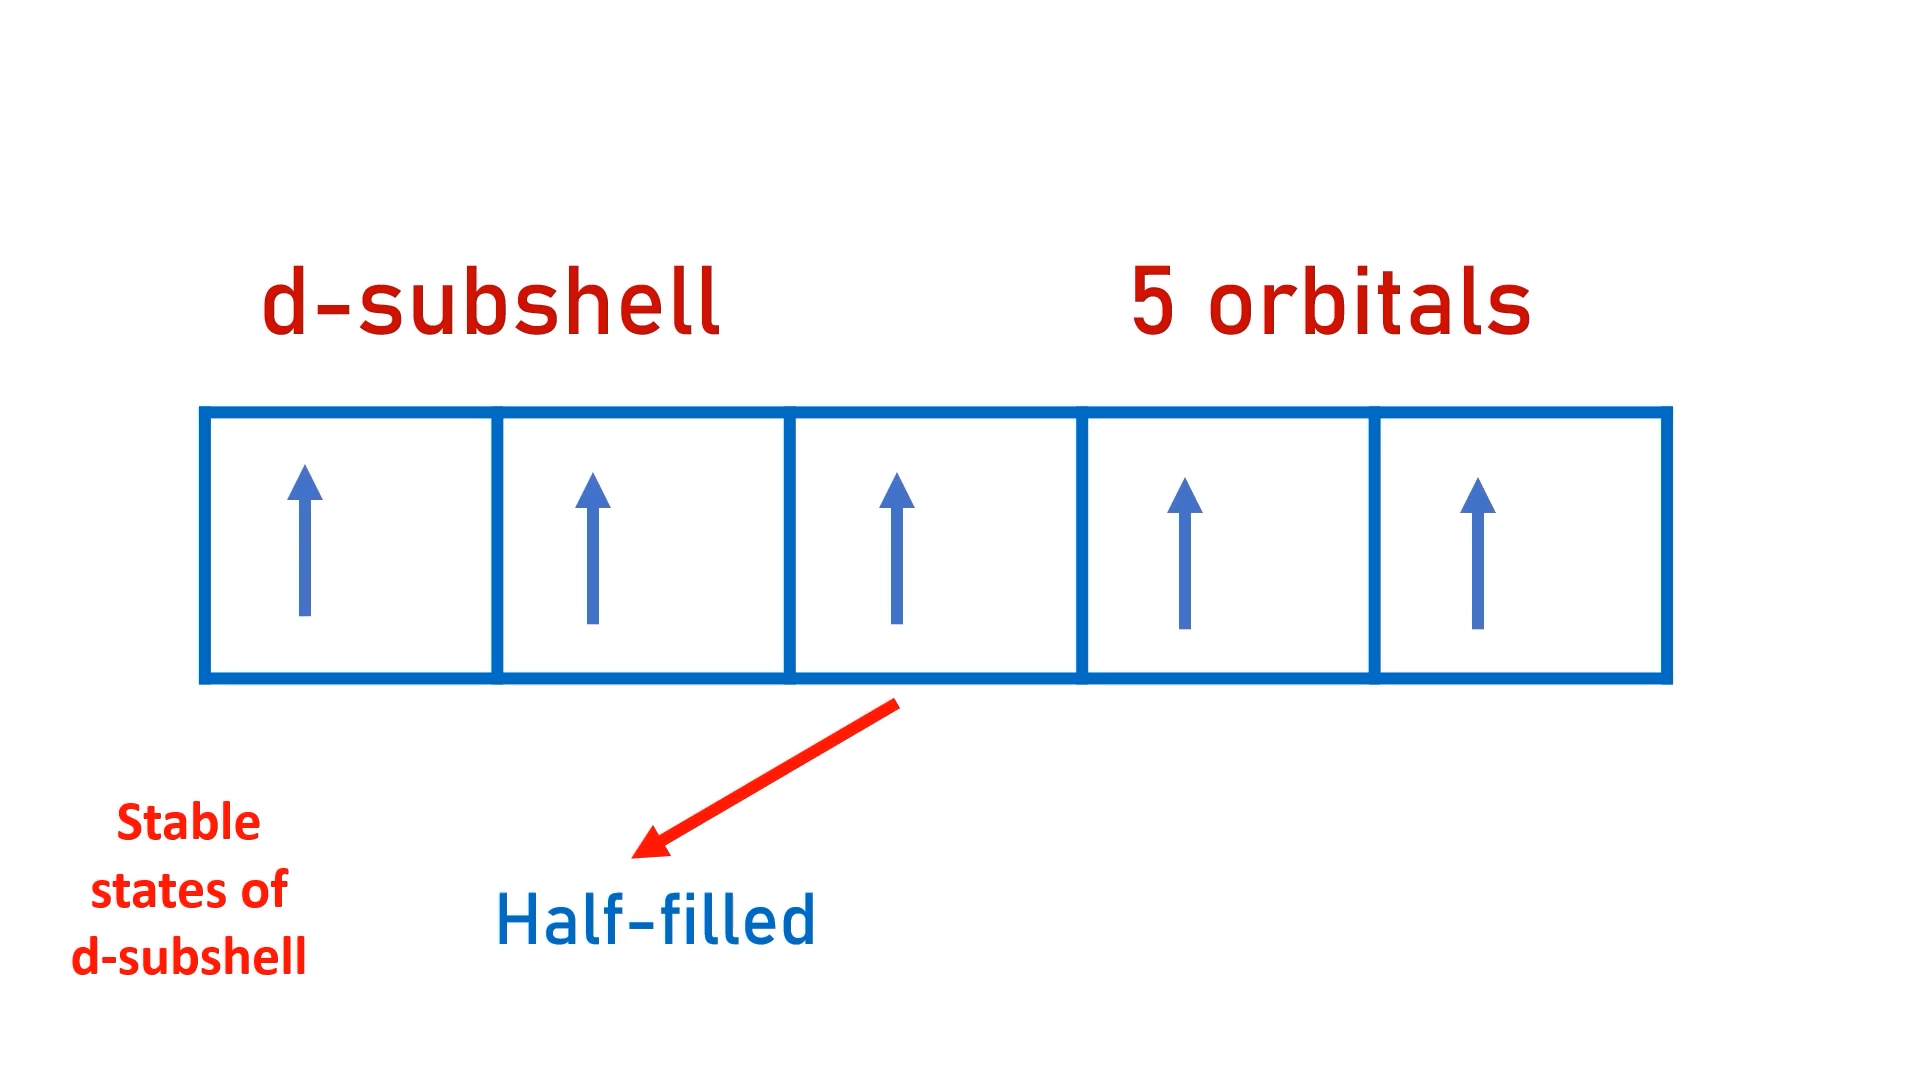 d-subshell
5 orbitals
Stable
states of
d-subshell
Half-filled